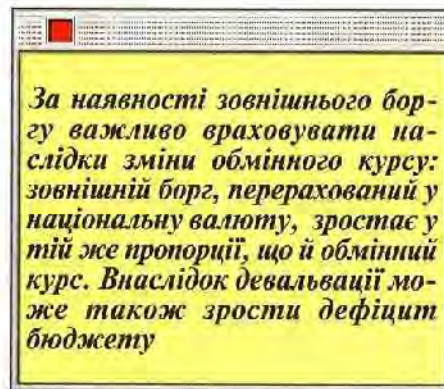 За наявності зовнішнього бор-
гу важливо враховувати на-
слідки зміни обмінного курсу:
зовнішній борг, перерахований у
національну валюту, зростає у
тій же пропорції, що й обмінний
курс. Внаслідок девальвації мо-
же також зрости дефіцит
бюджету